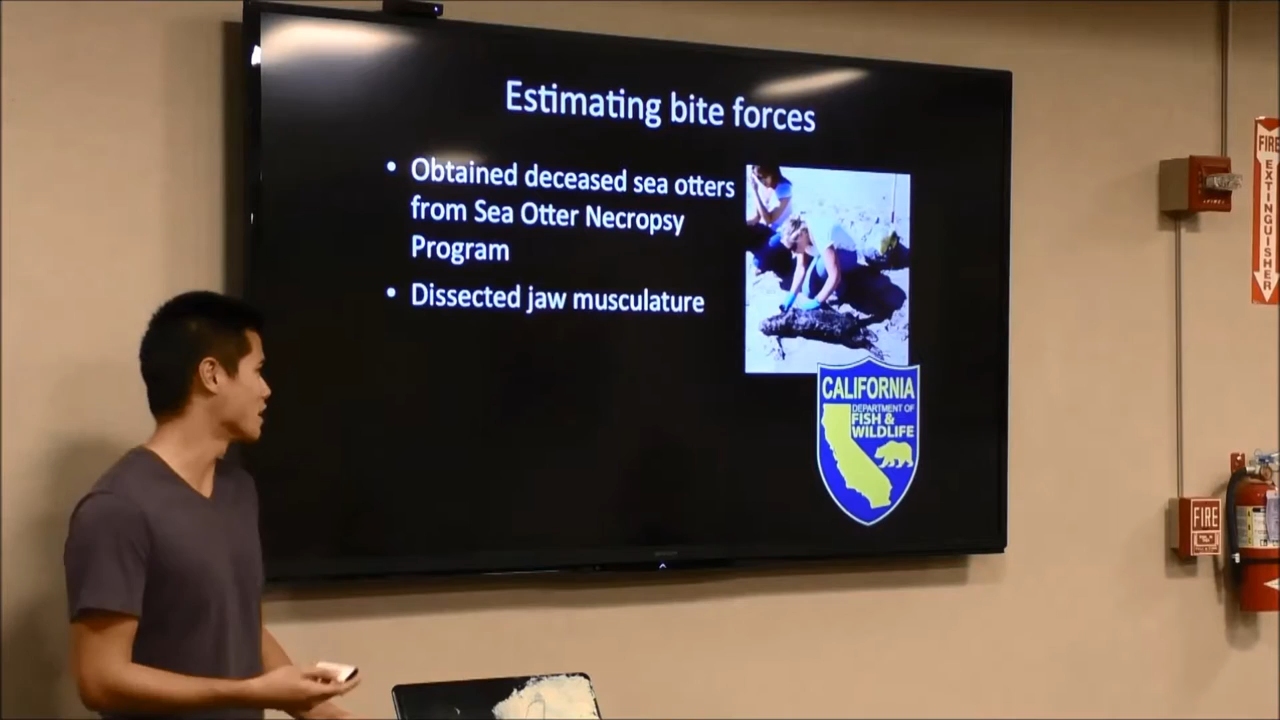 Estimating bite forces
• Obtained deceased sea otters
from Sea Otter Necropsy
Program
• Dissected jaw musculature
CALIFORNIA
DEPARTMENT OF
FISH &
WILDLIFE
FIRE
EXTINGUISHER
FIRE